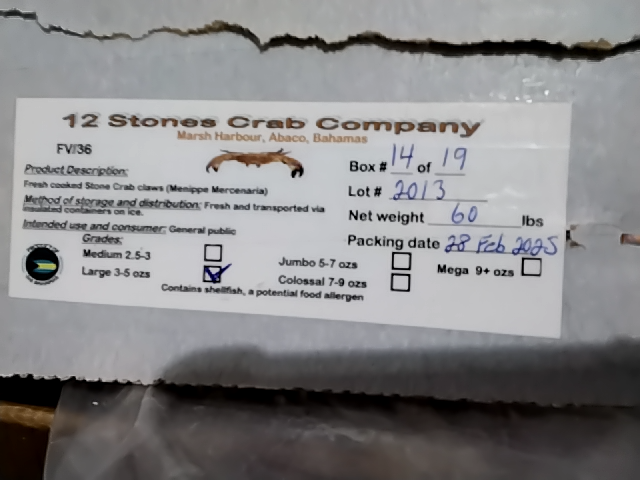 12 Stones Crab Company
Marsh Harbour, Abaco, Bahamas
FV/36
Product Description:
Fresh cooked Stone Crab claws (Menippe Mercenaria)
Method of storage and distribution: Fresh and transported via
insulated containers on ice.
Intended use and consumer: General public
Grades:
Medium 2.5-3
Large 3-5 ozs
Jumbo 5-7 ozs
Colossal 7-9 ozs
Mega 9+ ozs
Contains shellfish, a potential food allergen
Box # 14 of 19
Lot # 2013
Net weight 60 lbs
Packing date 28 Feb 2025